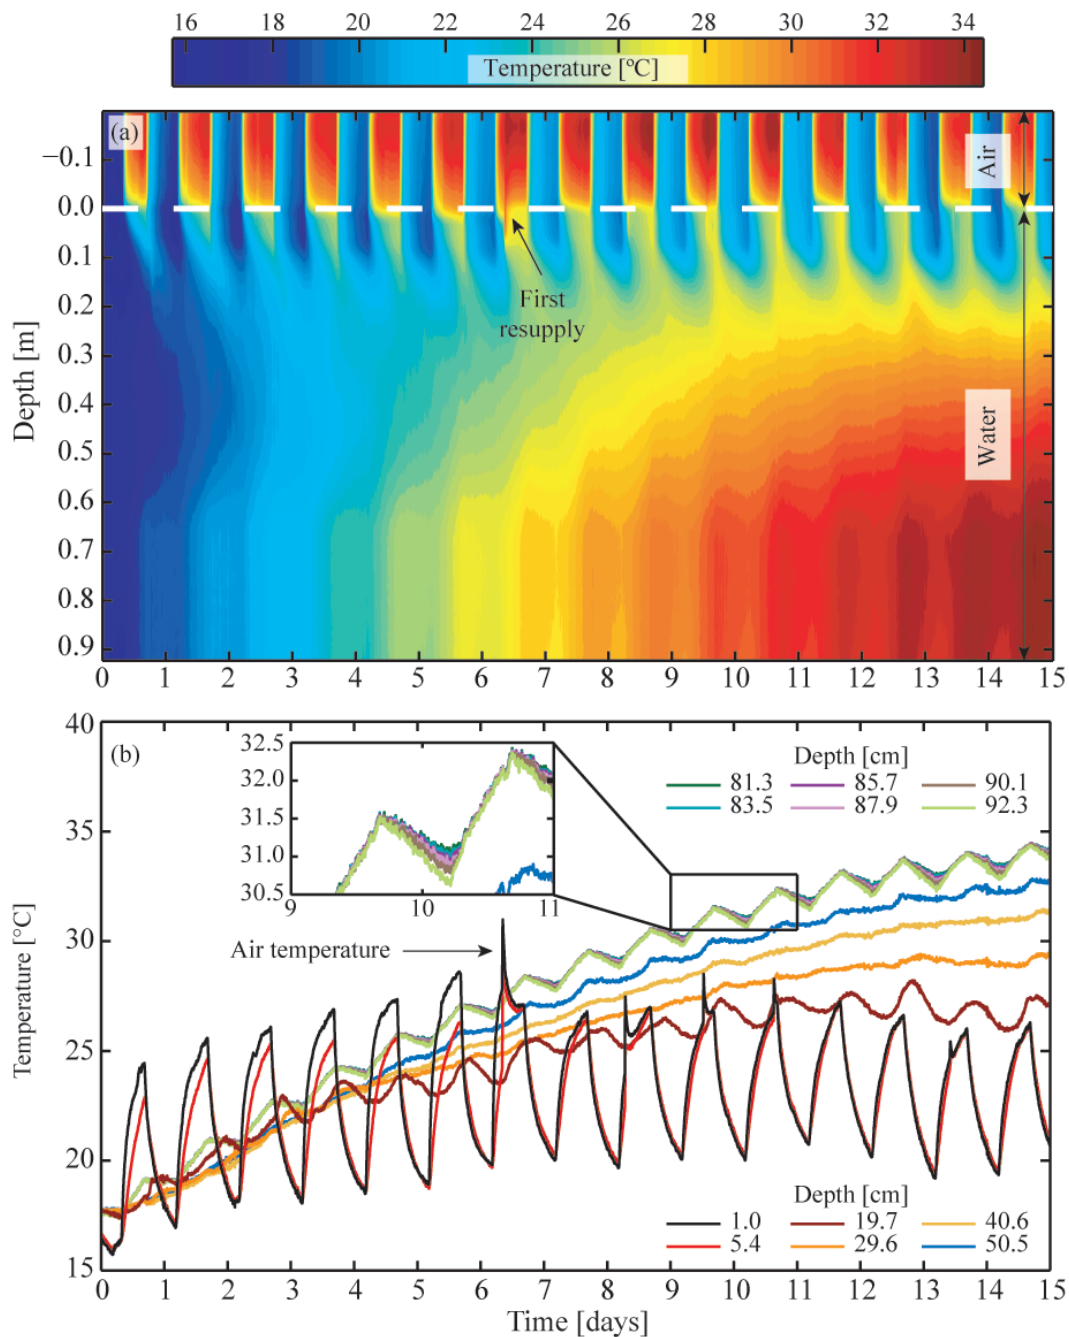 16 18 20 22 24 26 28 30 32 34
Temperature [°C]
(a)
Air
−0.1
0.0
0.1
First
resupply
0.2
0.3
Depth [m]
0.4
Water
0.5
0.6
0.7
0.8
0.9
0 1 2 3 4 5 6 7 8 9 10 11 12 13 14 15
40
(b)
32.5
32.0
31.5
31.0
30.5
9 10 11
Depth [cm]
81.3 85.7 90.1
83.5 87.9 92.3
35
Air temperature
30
Temperature [°C]
25
20
Depth [cm]
1.0 19.7 40.6
5.4 29.6 50.5
15
0 1 2 3 4 5 6 7 8 9 10 11 12 13 14 15
Time [days]